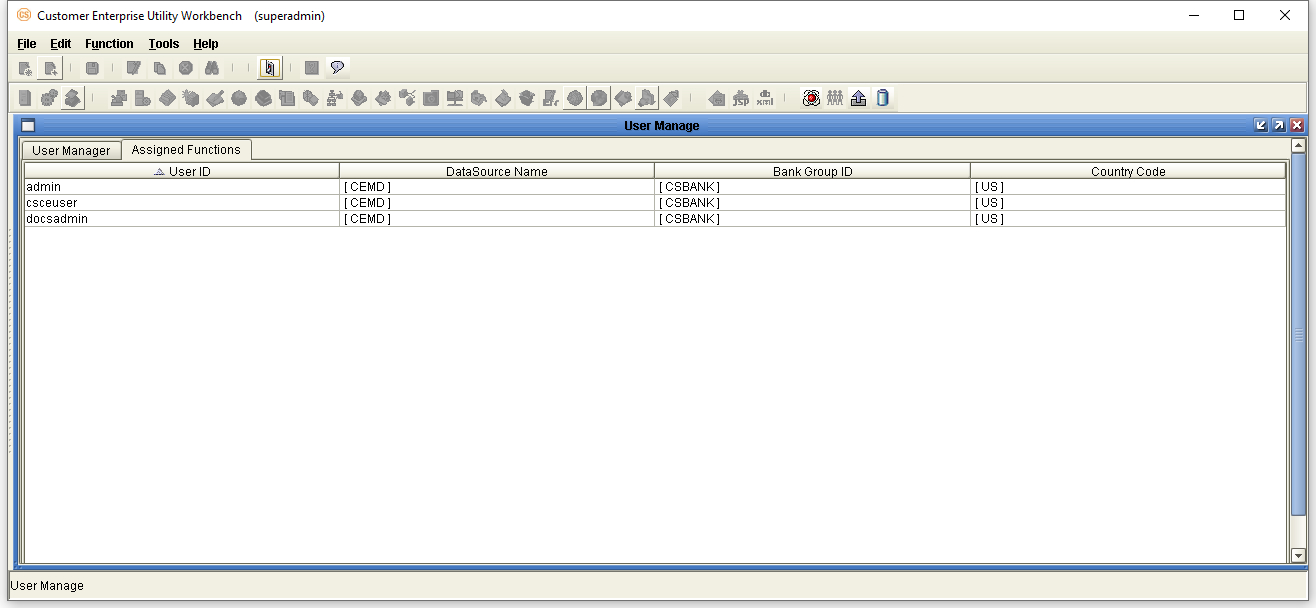 CS Customer Enterprise Utility Workbench (superadmin)
File Edit Function Tools Help
JSP db xml
User Manage
User Manager Assigned Functions
User ID DataSource Name Bank Group ID Country Code
admin [ CEMD ] [ CSBANK ] [ US ]
csceuser [ CEMD ] [ CSBANK ] [ US ]
docsadmin [ CEMD ] [ CSBANK ] [ US ]
User Manage